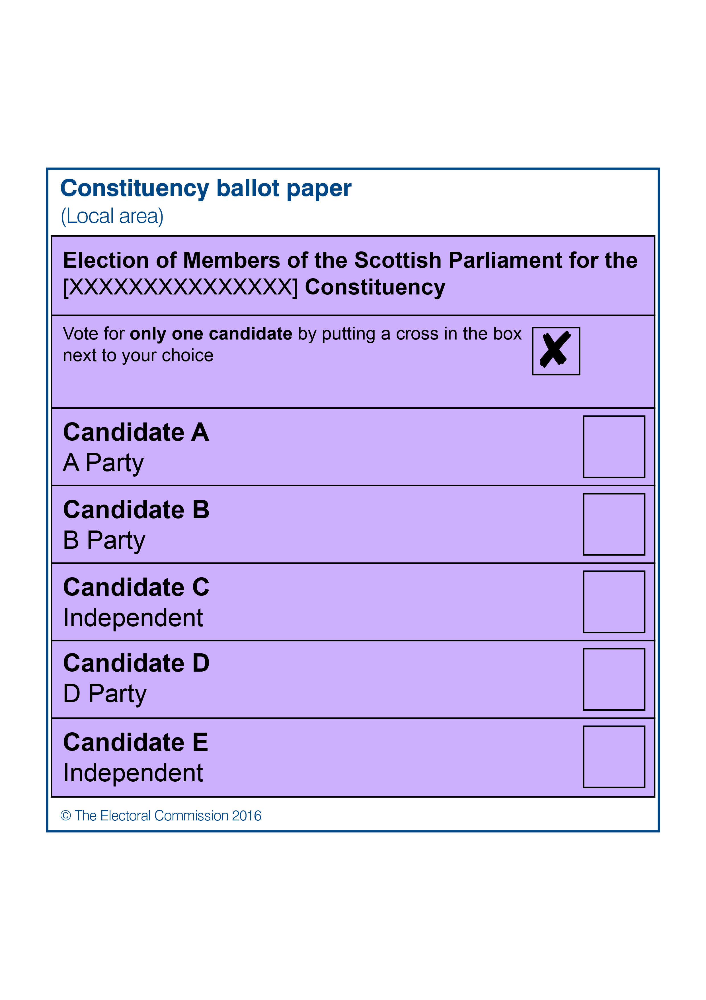 Constituency ballot paper
(Local area)
Election of Members of the Scottish Parliament for the
[XXXXXXXXXXXXXXX] Constituency
Vote for only one candidate by putting a cross in the box
next to your choice
Candidate A
A Party
Candidate B
B Party
Candidate C
Independent
Candidate D
D Party
Candidate E
Independent
© The Electoral Commission 2016